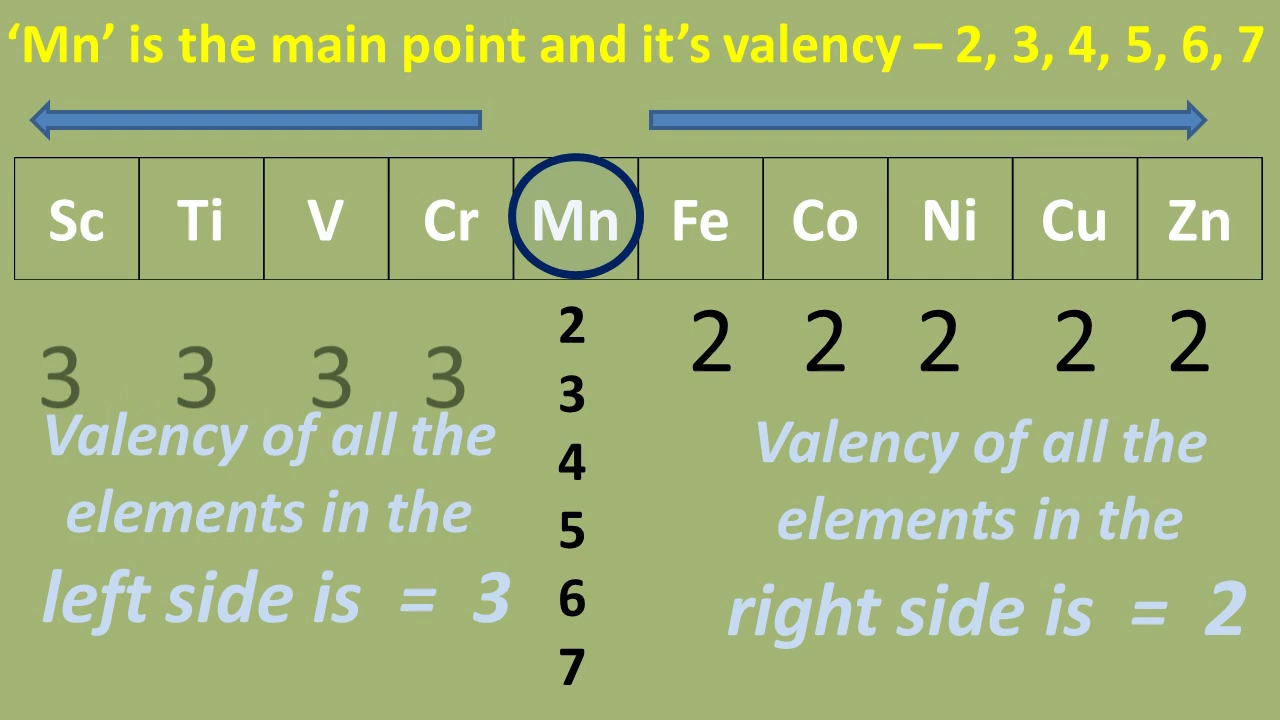 ‘Mn’ is the main point and it’s valency – 2, 3, 4, 5, 6, 7
Sc Ti V Cr Mn Fe Co Ni Cu Zn
3 3 3 3
2
3
4
5
6
7
2 2 2 2 2
Valency of all the
elements in the
left side is = 3
Valency of all the
elements in the
right side is = 2